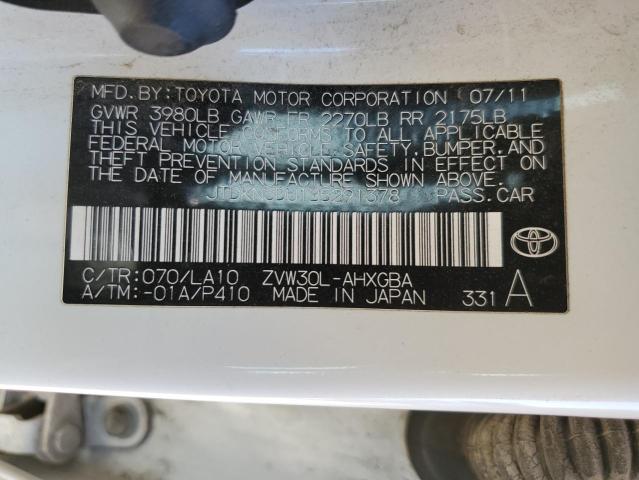 MFD. BY: TOYOTA MOTOR CORPORATION 07/11
GVWR 3980LB GAWR FR 2270LB RR 2175LB
THIS VEHICLE CONFORMS TO ALL APPLICABLE
FEDERAL MOTOR VEHICLE SAFETY, BUMPER, AND
THEFT PREVENTION STANDARDS IN EFFECT ON
THE DATE OF MANUFACTURE SHOWN ABOVE.
PASS. CAR
C/TR: 070/LA10 ZVW30L-AHXGBA
A/TM: -01A/P410 MADE IN JAPAN 331 A